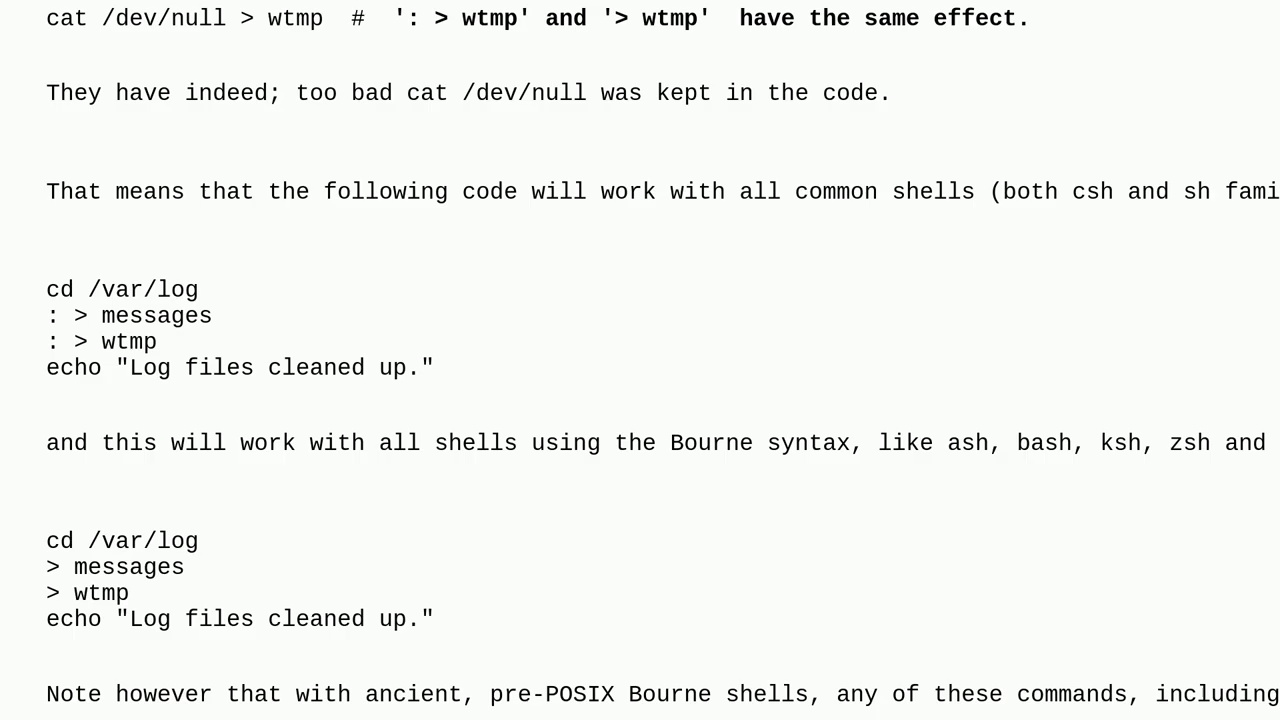 cat /dev/null > wtmp  #  ': > wtmp' and '> wtmp'  have the same effect.
They have indeed; too bad cat /dev/null was kept in the code.
That means that the following code will work with all common shells (both csh and sh fami
cd /var/log
: > messages
: > wtmp
echo "Log files cleaned up."
and this will work with all shells using the Bourne syntax, like ash, bash, ksh, zsh and
cd /var/log
> messages
> wtmp
echo "Log files cleaned up."
Note however that with ancient, pre-POSIX Bourne shells, any of these commands, including